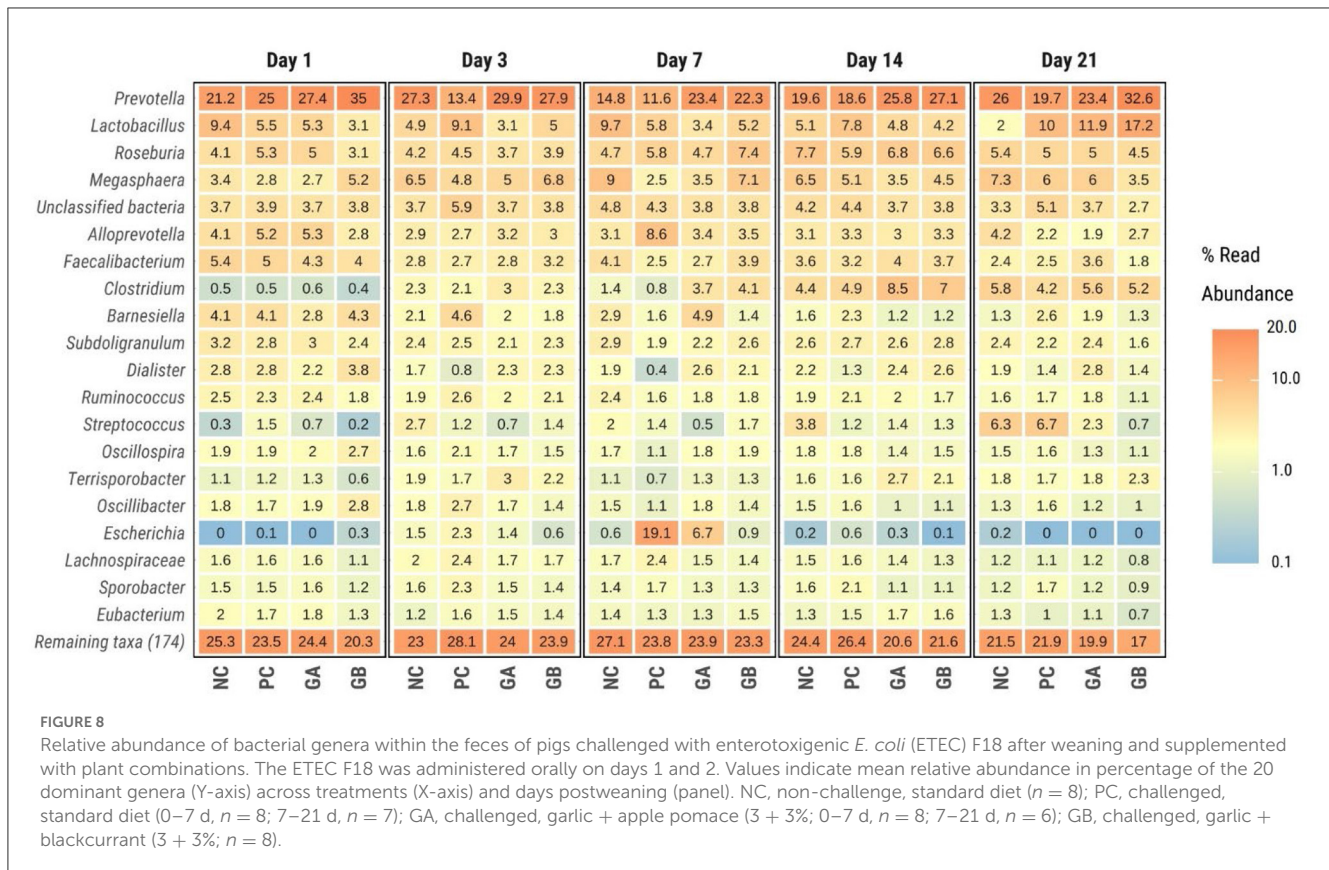 Day 1 Day 3 Day 7 Day 14 Day 21
Prevotella 21.2 25 27.4 35 27.3 13.4 29.9 27.9 14.8 11.6 23.4 22.3 19.6 18.6 25.8 27.1 26 19.7 23.4 32.6
Lactobacillus 9.4 5.5 5.3 3.1 4.9 9.1 3.1 5 9.7 5.8 3.4 5.2 5.1 7.8 4.8 4.2 2 10 11.9 17.2
Roseburia 4.1 5.3 5 3.1 4.2 4.5 3.7 3.9 4.7 5.8 4.7 7.4 7.7 5.9 6.8 6.6 5.4 5 5 4.5
Megasphaera 3.4 2.8 2.7 5.2 6.5 4.8 5 6.8 9 2.5 3.5 7.1 6.5 5.1 3.5 4.5 7.3 6 6 3.5
Unclassified bacteria 3.7 3.9 3.7 3.8 3.7 5.9 3.7 3.8 4.8 4.3 3.8 3.8 4.2 4.4 3.7 3.8 3.3 5.1 3.7 2.7
Alloprevotella 4.1 5.2 5.3 2.8 2.9 2.7 3.2 3 3.1 8.6 3.4 3.5 3.1 3.3 3 3.3 4.2 2.2 1.9 2.7
Faecalibacterium 5.4 5 4.3 4 2.8 2.7 2.8 3.2 4.1 2.5 2.7 3.9 3.6 3.2 4 3.7 2.4 2.5 3.6 1.8
Clostridium 0.5 0.5 0.6 0.4 2.3 2.1 3 2.3 1.4 0.8 3.7 4.1 4.4 4.9 8.5 7 5.8 4.2 5.6 5.2
Barnesiella 4.1 4.1 2.8 4.3 2.1 4.6 2 1.8 2.9 1.6 4.9 1.4 1.6 2.3 1.2 1.2 1.3 2.6 1.9 1.3
Subdoligranulum 3.2 2.8 3 2.4 2.4 2.5 2.1 2.3 2.9 1.9 2.2 2.6 2.6 2.7 2.6 2.8 2.4 2.2 2.4 1.6
Dialister 2.8 2.8 2.2 3.8 1.7 0.8 2.3 2.3 1.9 0.4 2.6 2.1 2.2 1.3 2.4 2.6 1.9 1.4 2.8 1.4
Ruminococcus 2.5 2.3 2.4 1.8 1.9 2.6 2 2.1 2.4 1.6 1.8 1.8 1.9 2.1 2 1.7 1.6 1.7 1.8 1.1
Streptococcus 0.3 1.5 0.7 0.2 2.7 1.2 0.7 1.4 2 1.4 0.5 1.7 3.8 1.2 1.4 1.3 6.3 6.7 2.3 0.7
Oscillospira 1.9 1.9 2 2.7 1.6 2.1 1.7 1.5 1.7 1.1 1.8 1.9 1.8 1.8 1.4 1.5 1.5 1.6 1.3 1.1
Terrisporobacter 1.1 1.2 1.3 0.6 1.9 1.7 3 2.2 1.1 0.7 1.3 1.3 1.6 1.6 2.7 2.1 1.8 1.7 1.8 2.3
Oscillibacter 1.8 1.7 1.9 2.8 1.8 2.7 1.7 1.4 1.5 1.1 1.8 1.4 1.5 1.6 1 1.1 1.3 1.6 1.2 1
Escherichia 0 0.1 0 0.3 1.5 2.3 1.4 0.6 0.6 19.1 6.7 0.9 0.2 0.6 0.3 0.1 0.2 0 0 0
Lachnospiraceae 1.6 1.6 1.6 1.1 2 2.4 1.7 1.7 1.7 2.4 1.5 1.4 1.5 1.6 1.4 1.3 1.2 1.1 1.2 0.8
Sporobacter 1.5 1.5 1.6 1.2 1.6 2.3 1.5 1.4 1.4 1.7 1.3 1.3 1.6 2.1 1.1 1.1 1.2 1.7 1.2 0.9
Eubacterium 2 1.7 1.8 1.3 1.2 1.6 1.5 1.4 1.4 1.3 1.3 1.5 1.3 1.5 1.7 1.6 1.3 1 1.1 0.7
Remaining taxa (174) 25.3 23.5 24.4 20.3 23 28.1 24 23.9 27.1 23.8 23.9 23.3 24.4 26.4 20.6 21.6 21.5 21.9 19.9 17
NC PC GA GB NC PC GA GB NC PC GA GB NC PC GA GB NC PC GA GB
% Read
Abundance
20.0
10.0
1.0
0.1
FIGURE 8
Relative abundance of bacterial genera within the feces of pigs challenged with enterotoxigenic E. coli (ETEC) F18 after weaning and supplemented
with plant combinations. The ETEC F18 was administered orally on days 1 and 2. Values indicate mean relative abundance in percentage of the 20
dominant genera (Y-axis) across treatments (X-axis) and days postweaning (panel). NC, non-challenge, standard diet (n = 8); PC, challenged,
standard diet (0–7 d, n = 8; 7–21 d, n = 7); GA, challenged, garlic + apple pomace (3 + 3%; 0–7 d, n = 8; 7–21 d, n = 6); GB, challenged, garlic +
blackcurrant (3 + 3%; n = 8).